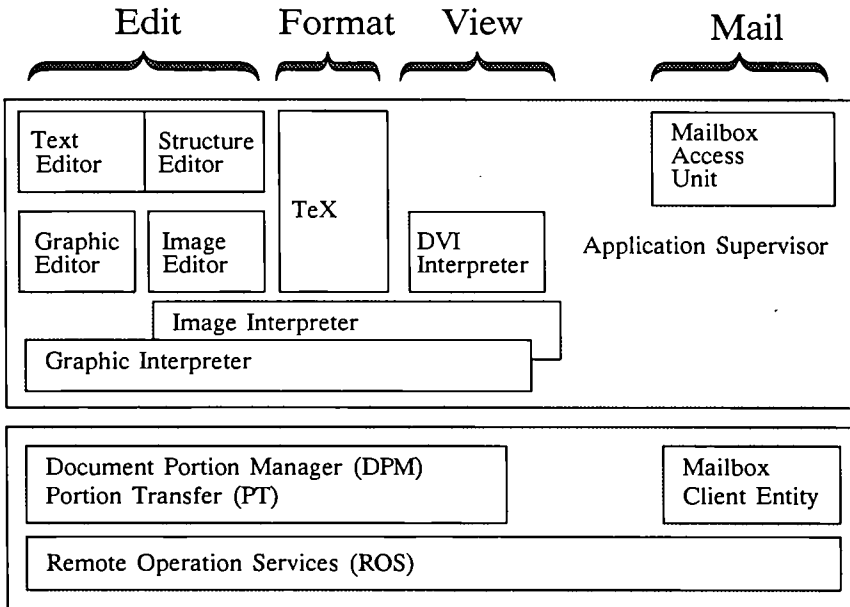 Edit Format View Mail
Text
Editor
Structure
Editor
TeX
Mailbox
Access
Unit
Graphic
Editor
Image
Editor
DVI
Interpreter
Application Supervisor
Image Interpreter
Graphic Interpreter
Document Portion Manager (DPM)
Portion Transfer (PT)
Mailbox
Client Entity
Remote Operation Services (ROS)